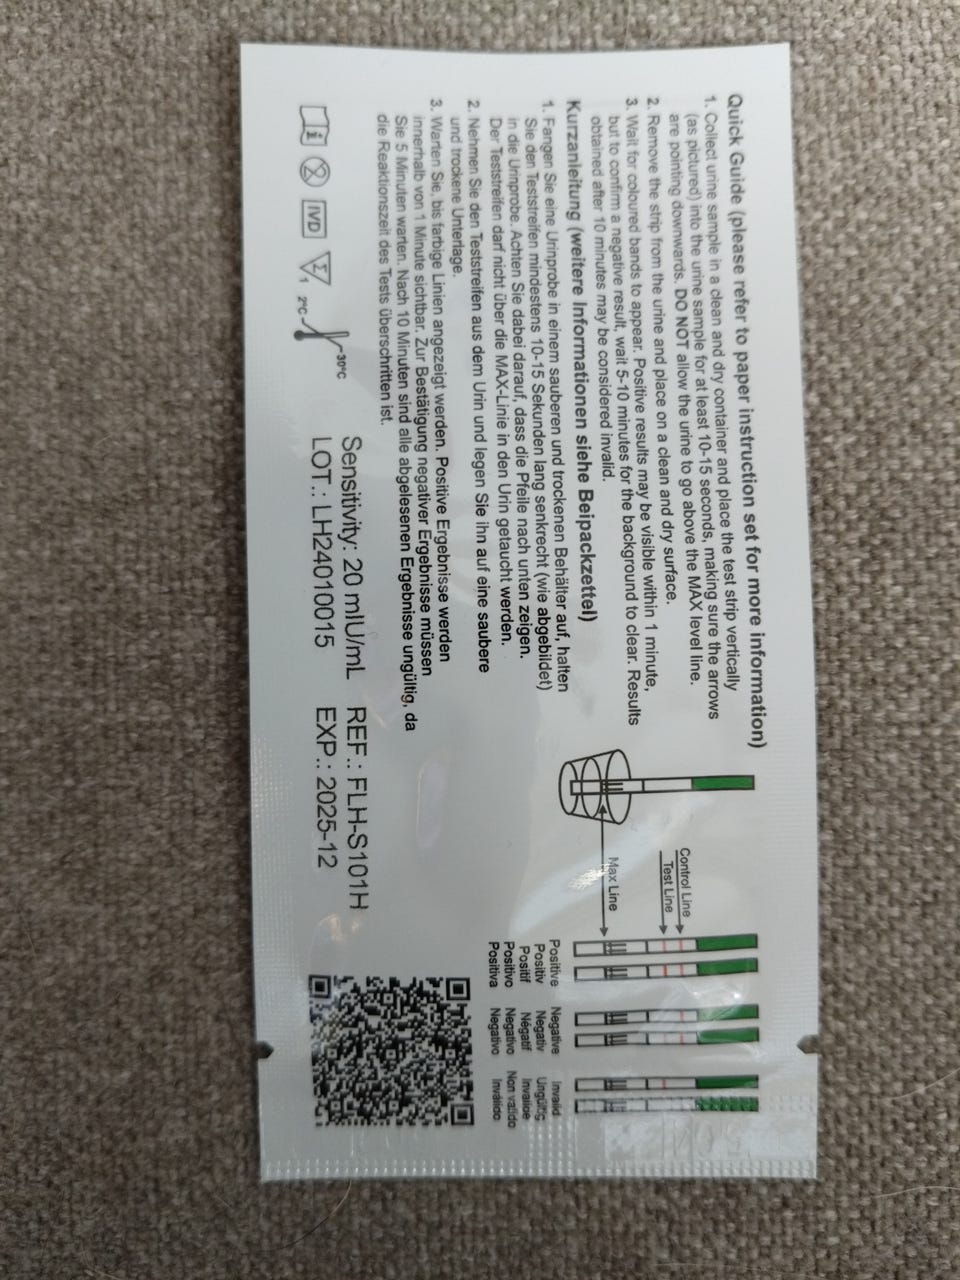 Quick Guide (please refer to paper instruction set for more information)
1. Collect urine sample in a clean and dry container and place the test strip vertically
(as pictured) into the urine sample for at least 10-15 seconds, making sure the arrows
are pointing downwards. DO NOT allow the urine to go above the MAX level line.
2. Remove the strip from the urine and place on a clean and dry surface.
3. Wait for coloured bands to appear. Positive results may be visible within 1 minute,
but to confirm a negative result, wait 5-10 minutes for the background to clear. Results
obtained after 10 minutes may be considered invalid.
Kurzanleitung (weitere Informationen siehe Beipackzettel)
1. Fangen Sie eine Urinprobe in einem sauberen und trockenen Behälter auf, halten
Sie den Teststreifen mindestens 10-15 Sekunden lang senkrecht (wie abgebildet)
in die Urinprobe. Achten Sie dabei darauf, dass die Pfeile nach unten zeigen.
Der Teststreifen darf nicht über die MAX-Linie in den Urin getaucht werden.
2. Nehmen Sie den Teststreifen aus dem Urin und legen Sie ihn auf eine saubere
und trockene Unterlage.
3. Warten Sie, bis farbige Linien angezeigt werden. Positive Ergebnisse werden
innerhalb von 1 Minute sichtbar. Zur Bestätigung negativer Ergebnisse müssen
Sie 5 Minuten warten. Nach 10 Minuten sind alle abgelesenen Ergebnisse ungültig, da
die Reaktionszeit des Tests überschritten ist.
i 2 IVD Σ 1 2°C 30°C
Sensitivity: 20 mIU/mL REF.: FLH-S101H
LOT.: LH24010015 EXP.: 2025-12
Control Line
Test Line
Max Line
Positive Negative Invalid
Positiv Negativ Ungültig
Positif Négatif Invalide
Positivo Negativo Non valido
Positiva Negativo Inválido